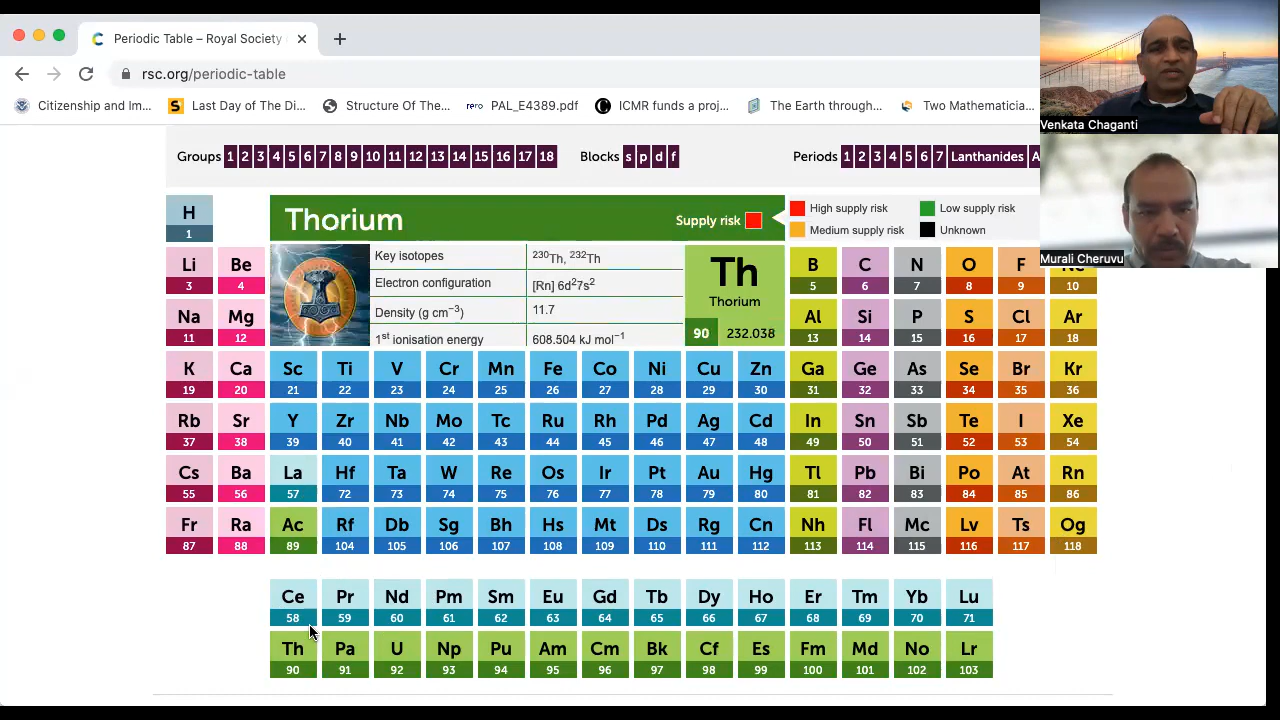 Periodic Table – Royal Society
rsc.org/periodic-table
Citizenship and Im... Last Day of The Di... Structure Of The... rero PAL_E4389.pdf ICMR funds a proj... The Earth through... Two Mathematicia...
Venkata Chaganti
Murali Cheruvu
Groups 1 2 3 4 5 6 7 8 9 10 11 12 13 14 15 16 17 18 Blocks s p d f Periods 1 2 3 4 5 6 7 Lanthanides A
Thorium Supply risk
High supply risk Low supply risk
Medium supply risk Unknown
Key isotopes ²³⁰Th, ²³²Th
Electron configuration [Rn] 6d²7s²
Density (g cm⁻³) 11.7
1ˢᵗ ionisation energy 608.504 kJ mol⁻¹
Th
Thorium
90 232.038
H
1
Li Be B C N O F Ne
3 4 5 6 7 8 9 10
Na Mg Al Si P S Cl Ar
11 12 13 14 15 16 17 18
K Ca Sc Ti V Cr Mn Fe Co Ni Cu Zn Ga Ge As Se Br Kr
19 20 21 22 23 24 25 26 27 28 29 30 31 32 33 34 35 36
Rb Sr Y Zr Nb Mo Tc Ru Rh Pd Ag Cd In Sn Sb Te I Xe
37 38 39 40 41 42 43 44 45 46 47 48 49 50 51 52 53 54
Cs Ba La Hf Ta W Re Os Ir Pt Au Hg Tl Pb Bi Po At Rn
55 56 57 72 73 74 75 76 77 78 79 80 81 82 83 84 85 86
Fr Ra Ac Rf Db Sg Bh Hs Mt Ds Rg Cn Nh Fl Mc Lv Ts Og
87 88 89 104 105 106 107 108 109 110 111 112 113 114 115 116 117 118
Ce Pr Nd Pm Sm Eu Gd Tb Dy Ho Er Tm Yb Lu
58 59 60 61 62 63 64 65 66 67 68 69 70 71
Th Pa U Np Pu Am Cm Bk Cf Es Fm Md No Lr
90 91 92 93 94 95 96 97 98 99 100 101 102 103